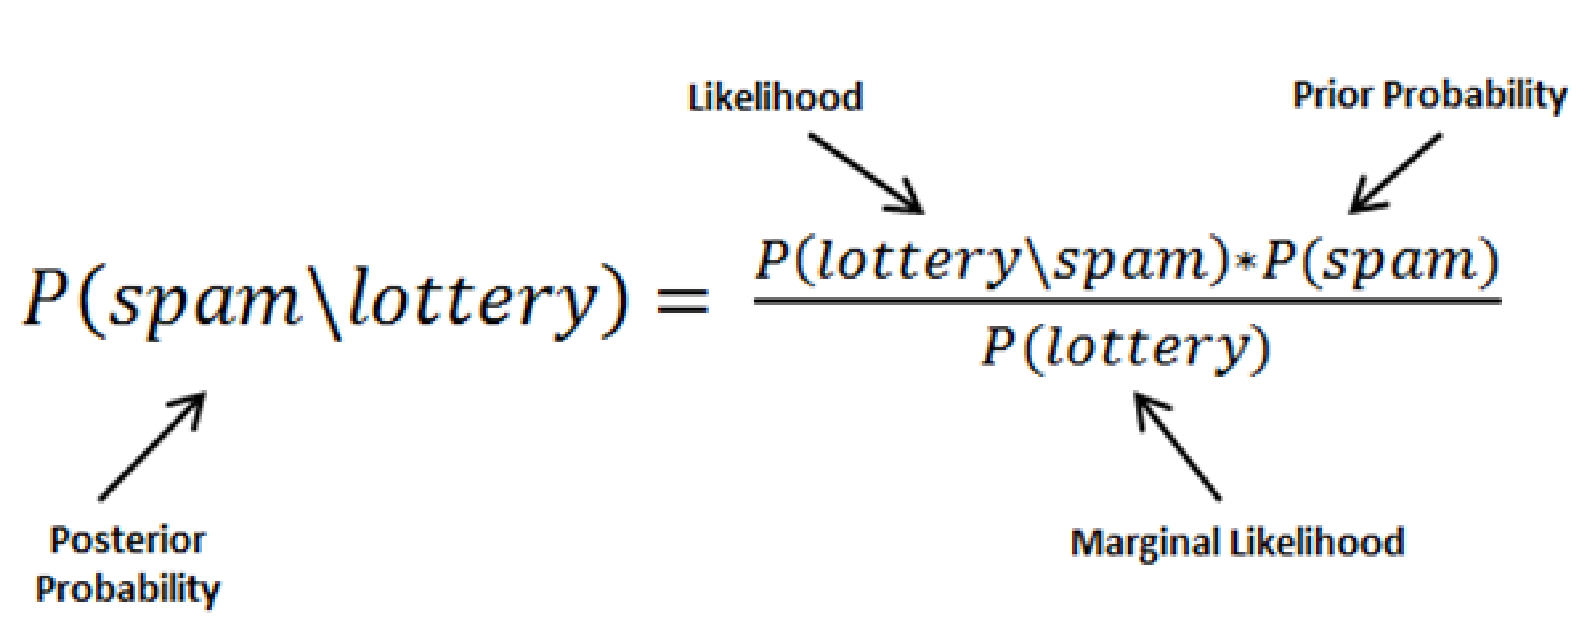 Likelihood
Prior Probability
P(spam\lottery) = P(lottery\spam)*P(spam)
P(lottery)
Posterior
Probability
Marginal Likelihood